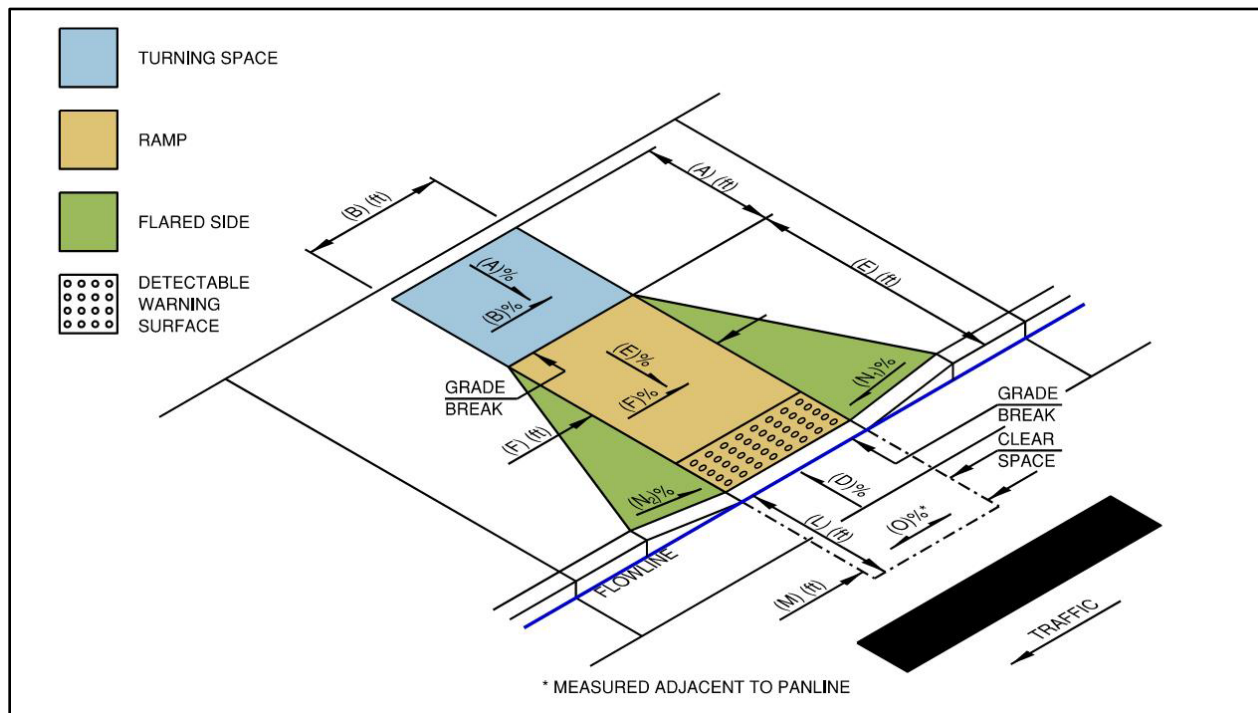 TURNING SPACE
RAMP
FLARED SIDE
DETECTABLE
WARNING
SURFACE
(B) (ft)
(A) (ft)
(E) (ft)
(A)%
(B)%
GRADE
BREAK
(E)%
(F)%
(F) (ft)
(N₁)%
(N₂)%
GRADE
BREAK
CLEAR
SPACE
(D)%
(L) (ft)
(O)%*
(M) (ft)
FLOWLINE
TRAFFIC
* MEASURED ADJACENT TO PANLINE